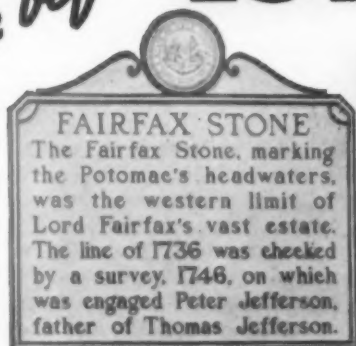 FAIRFAX STONE
The Fairfax Stone, marking
the Potomac's headwaters,
was the western limit of
Lord Fairfax's vast estate.
The line of 1736 was checked
by a survey, 1746, on which
was engaged Peter Jefferson,
father of Thomas Jefferson.